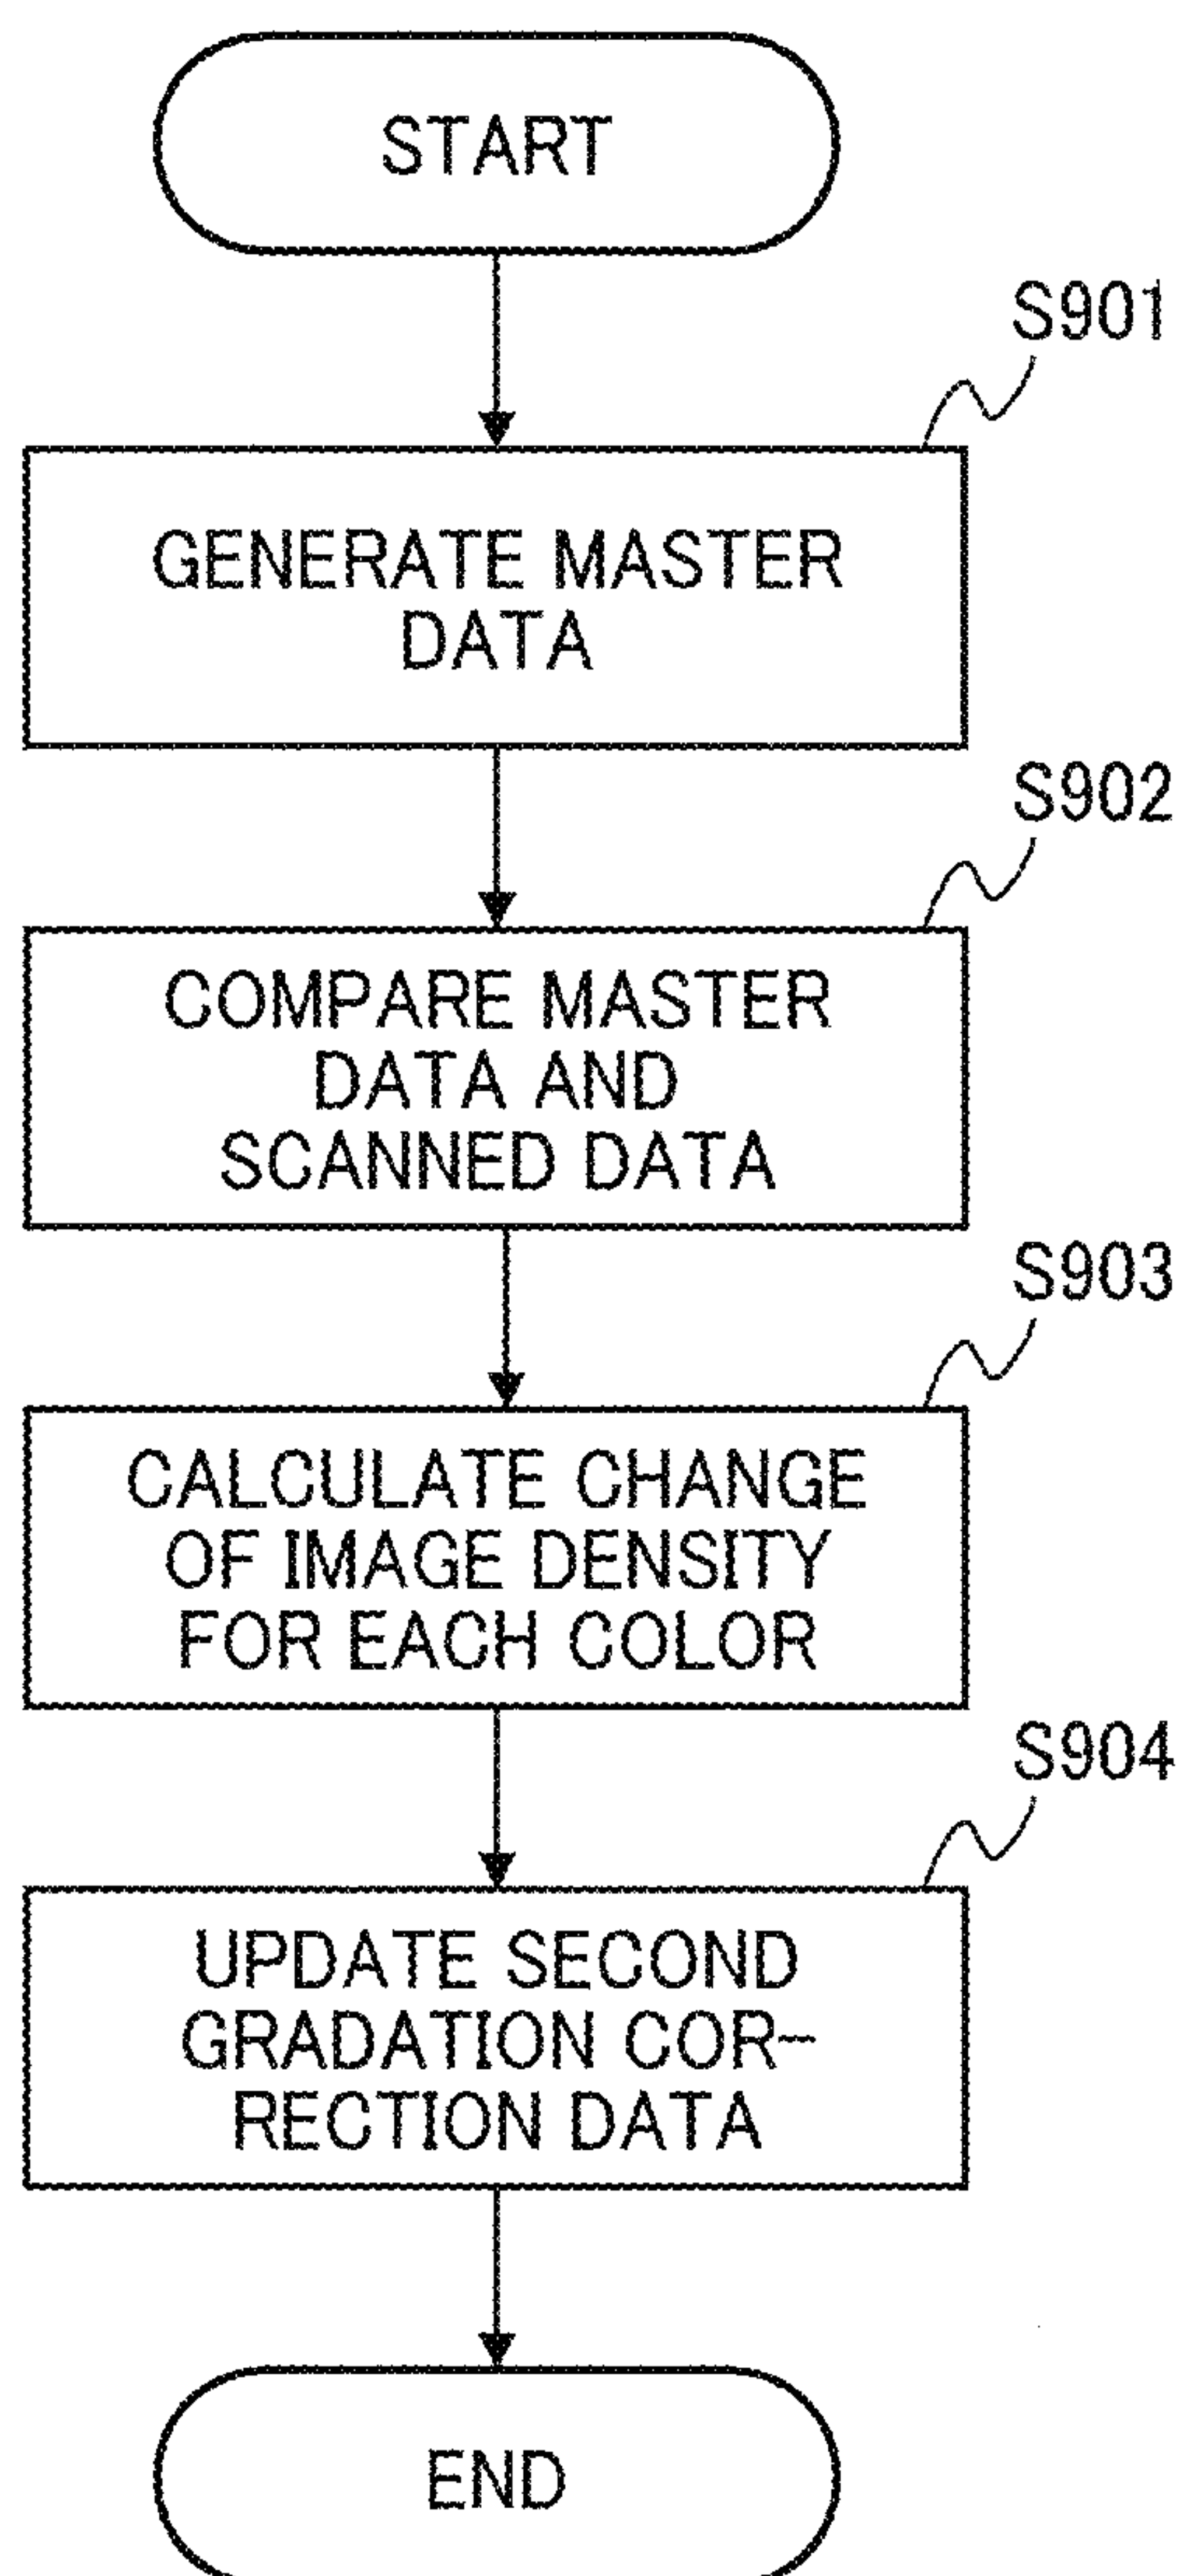 START
S901
GENERATE MASTER
DATA
S902
COMPARE MASTER
DATA AND
SCANNED DATA
S903
CALCULATE CHANGE
OF IMAGE DENSITY
FOR EACH COLOR
S904
UPDATE SECOND
GRADATION COR-
RECTION DATA
END